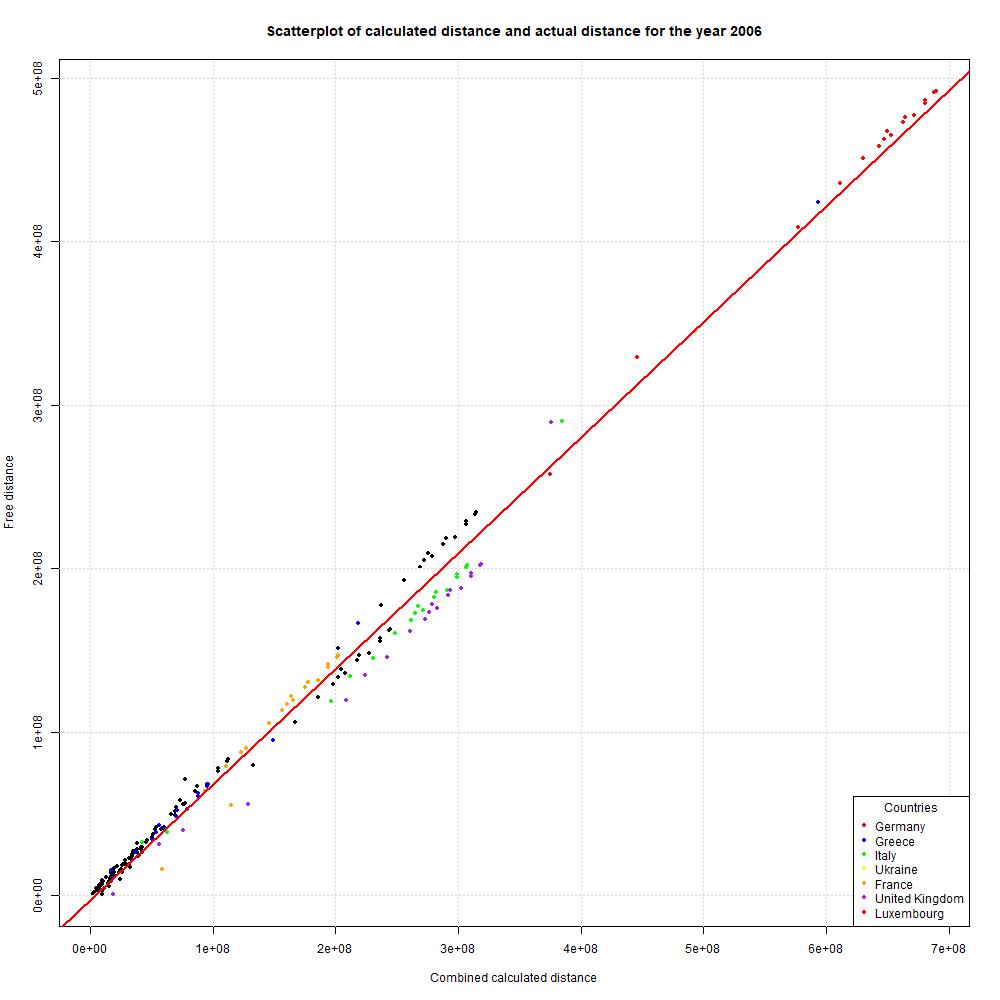 Scatterplot of calculated distance and actual distance for the year 2006
5e+08
4e+08
3e+08
2e+08
1e+08
0e+00
Free distance
0e+00 1e+08 2e+08 3e+08 4e+08 5e+08 6e+08 7e+08
Combined calculated distance
Countries
Germany
Greece
Italy
Ukraine
France
United Kingdom
Luxembourg